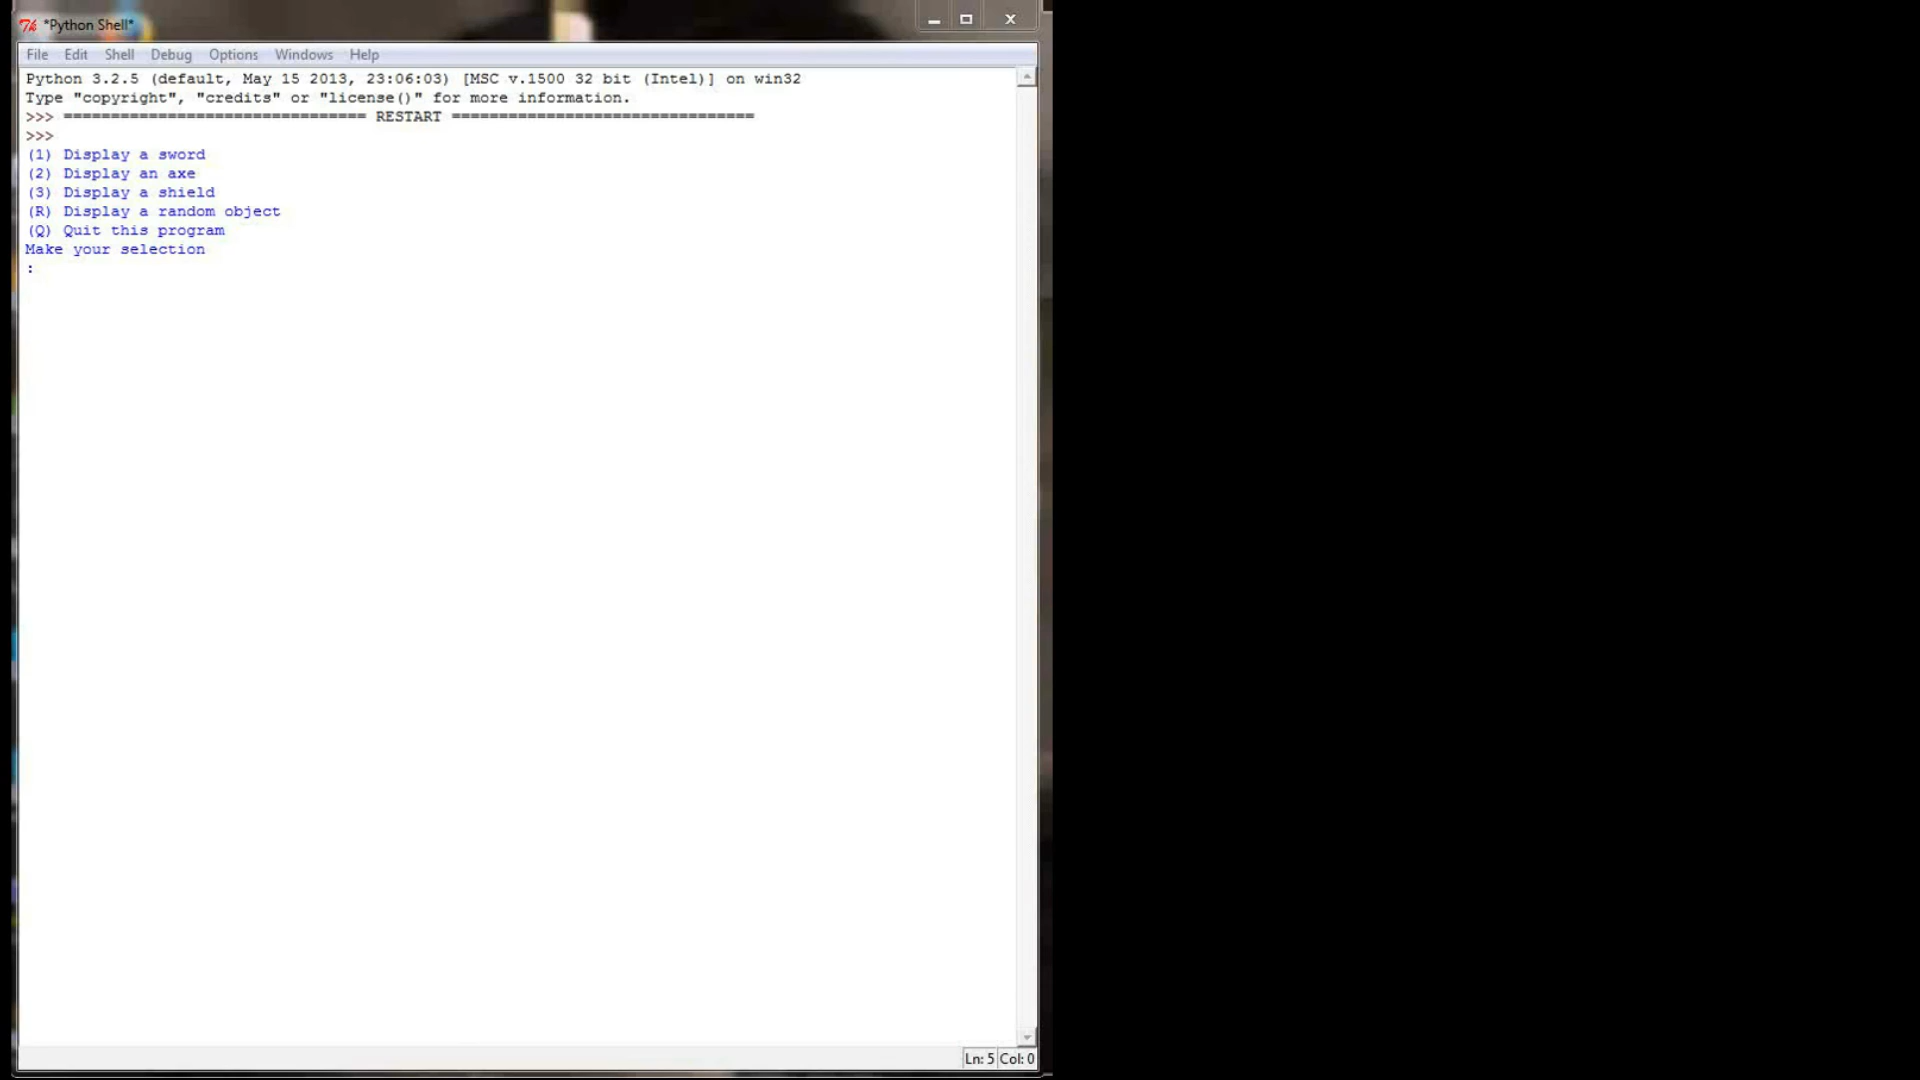 *Python Shell*
File Edit Shell Debug Options Windows Help
Python 3.2.5 (default, May 15 2013, 23:06:03) [MSC v.1500 32 bit (Intel)] on win32
Type "copyright", "credits" or "license()" for more information.
>>> ================================ RESTART ================================
>>>
(1) Display a sword
(2) Display an axe
(3) Display a shield
(R) Display a random object
(Q) Quit this program
Make your selection
:
Ln: 5 Col: 0